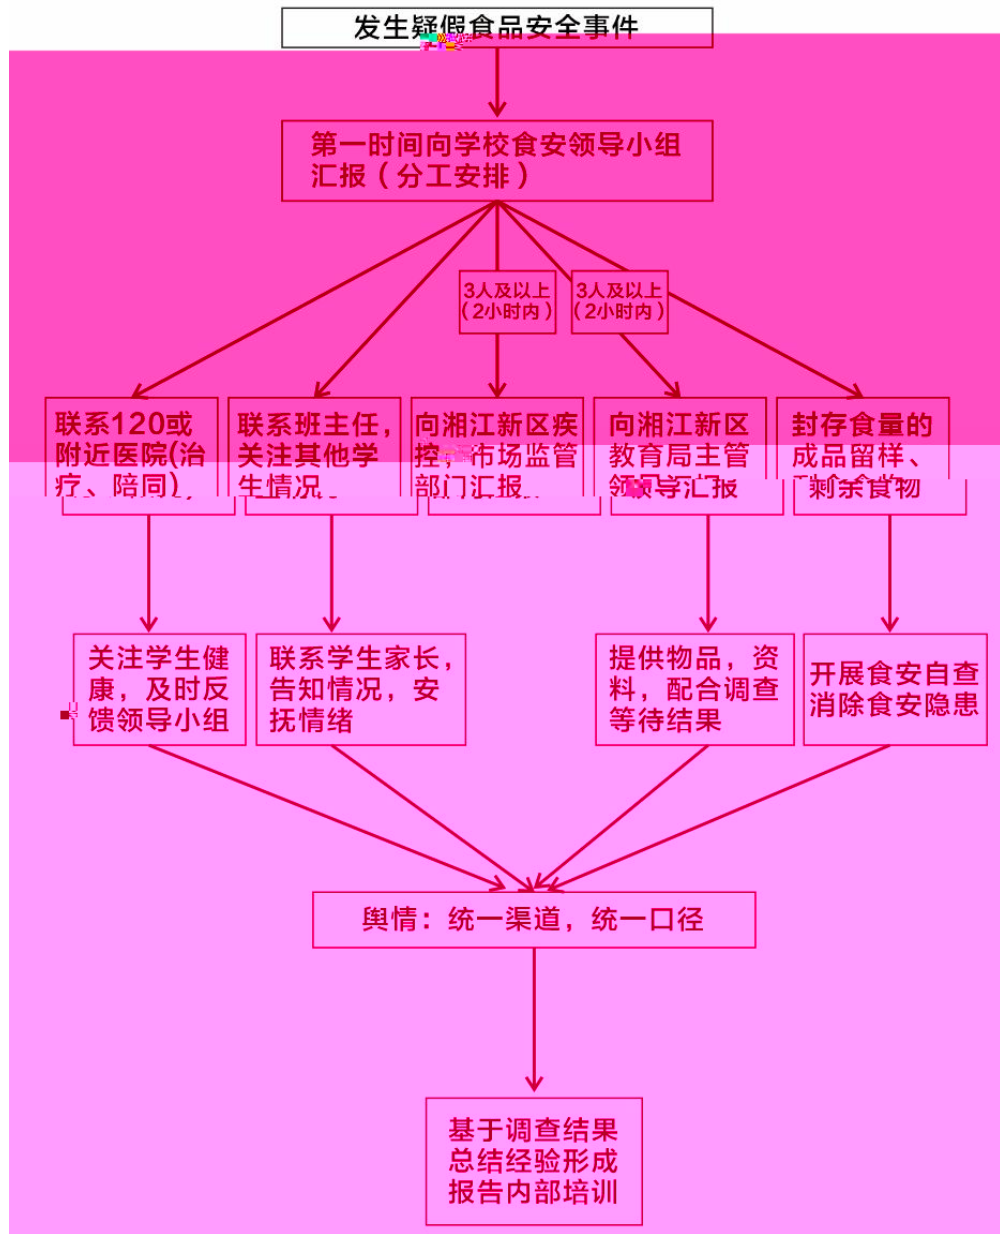 发生疑假食品安全事件
第一时间向学校食安领导小组
汇报（分工安排）
3人及以上
（2小时内）
3人及以上
（2小时内）
联系120或
附近医院(治
疗、陪同)
联系班主任，
关注其他学
生情况。
向湘江新区疾
控，市场监管
部门汇报。
向湘江新区
教育局主管
领导汇报
封存食量的
成品留样、
剩余食物
关注学生健
康，及时反
馈领导小组
联系学生家长，
告知情况，安
抚情绪
提供物品，资
料，配合调查
等待结果
开展食安自查
消除食安隐患
舆情：统一渠道，统一口径
基于调查结果
总结经验形成
报告内部培训